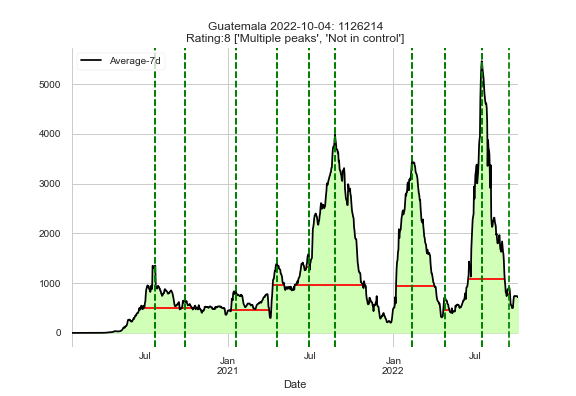 Guatemala 2022-10-04: 1126214
Rating:8 ['Multiple peaks', 'Not in control']
Average-7d
5000
4000
3000
2000
1000
0
Jul
Jan
2021
Jul
Jan
2022
Jul
Date